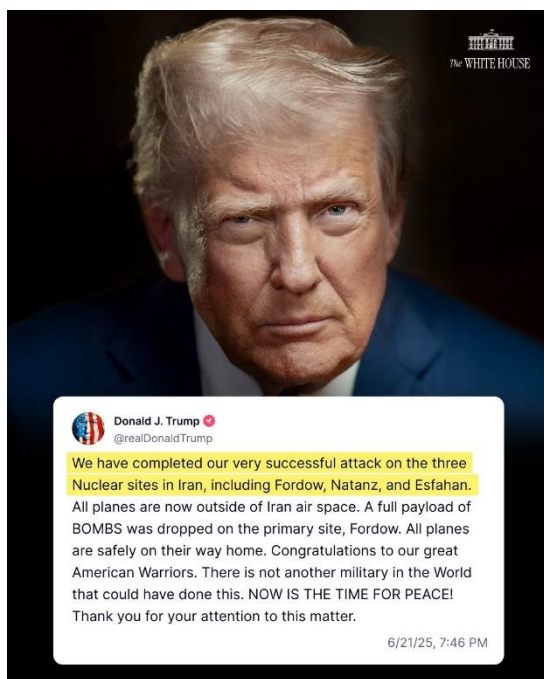 The WHITE HOUSE
Donald J. Trump
@realDonaldTrump
We have completed our very successful attack on the three
Nuclear sites in Iran, including Fordow, Natanz, and Esfahan.
All planes are now outside of Iran air space. A full payload of
BOMBS was dropped on the primary site, Fordow. All planes
are safely on their way home. Congratulations to our great
American Warriors. There is not another military in the World
that could have done this. NOW IS THE TIME FOR PEACE!
Thank you for your attention to this matter.
6/21/25, 7:46 PM